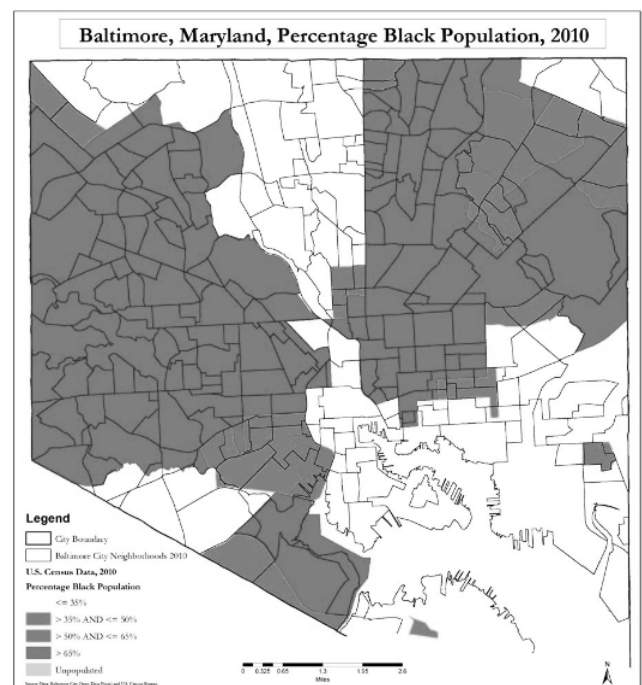 Baltimore, Maryland, Percentage Black Population, 2010
Legend
City Boundary
Baltimore City Neighborhoods 2010
U.S. Census Data, 2010
Percentage Black Population
<= 35%
> 35% AND <= 50%
> 50% AND <= 65%
> 65%
Unpopulated
0 0.325 0.65 1.3 1.95 2.6
Miles
N